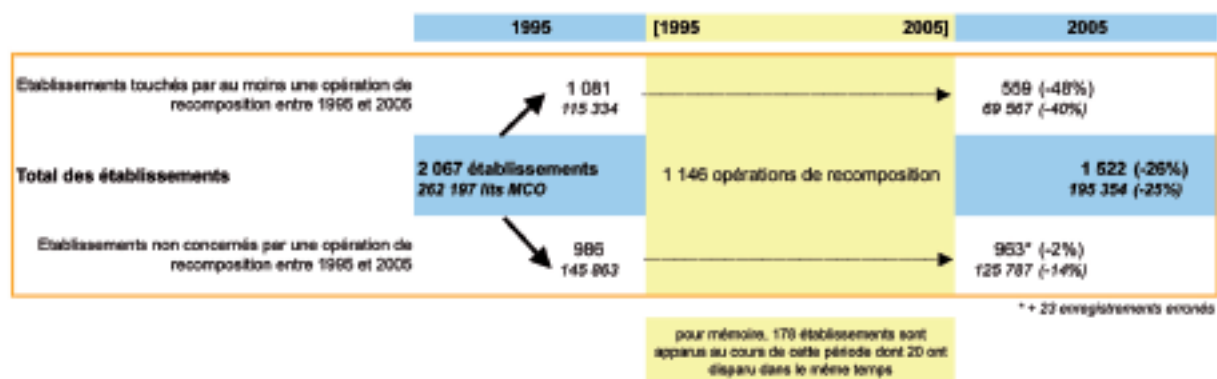 1995 [1995 2005] 2005
Etablissements touchés par au moins une opération de
recomposition entre 1995 et 2005
1 081
115 334
559 (-48%)
69 567 (-40%)
Total des établissements
2 067 établissements
262 197 lits MCO
1 146 opérations de recomposition
1 522 (-26%)
195 354 (-25%)
Etablissements non concernés par une opération de
recomposition entre 1995 et 2005
986
145 863
963* (-2%)
125 787 (-14%)
* + 23 enregistrements erronés
pour mémoire, 178 établissements sont
apparus au cours de cette période dont 20 ont
disparu dans le même temps